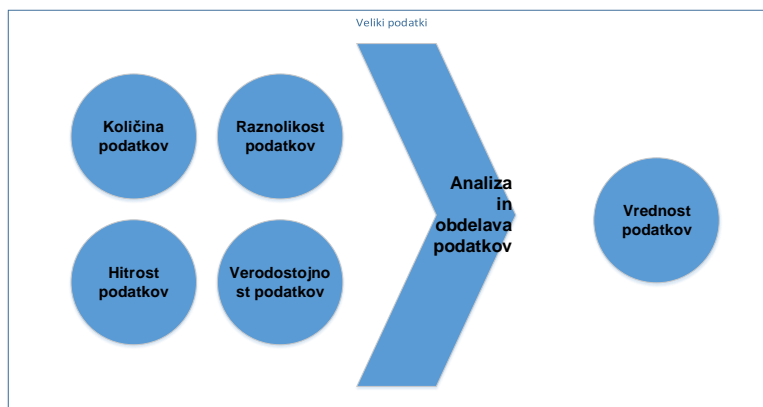 Veliki podatki
Količina
podatkov
Raznolikost
podatkov
Hitrost
podatkov
Verodostojno
st podatkov
Analiza
in
obdelava
podatkov
Vrednost
podatkov